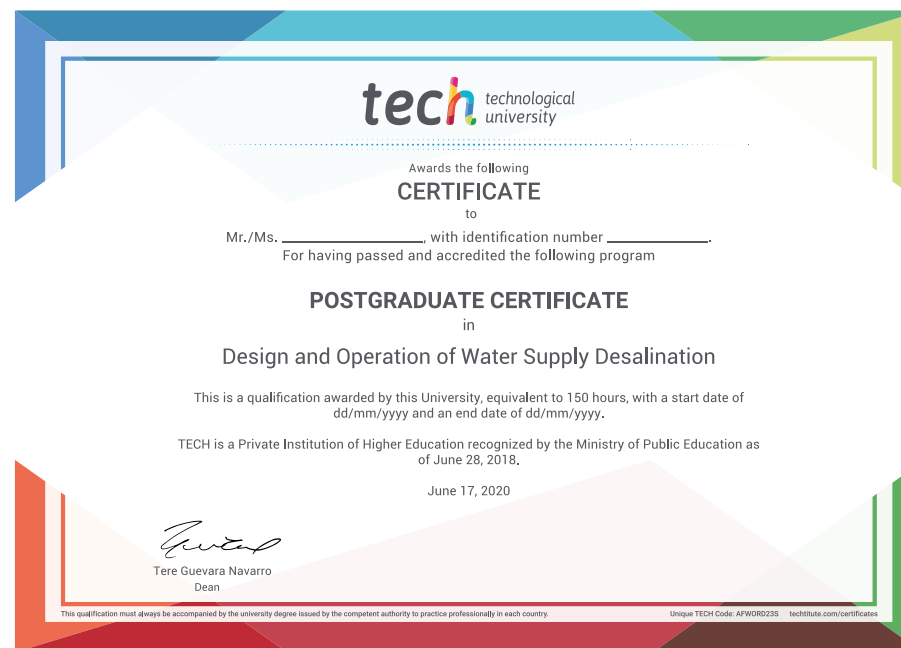 tech technological
university
Awards the following
CERTIFICATE
to
Mr./Ms. ____________________, with identification number ______________.
For having passed and accredited the following program
POSTGRADUATE CERTIFICATE
in
Design and Operation of Water Supply Desalination
This is a qualification awarded by this University, equivalent to 150 hours, with a start date of
dd/mm/yyyy and an end date of dd/mm/yyyy.
TECH is a Private Institution of Higher Education recognized by the Ministry of Public Education as
of June 28, 2018.
June 17, 2020
Tere Guevara Navarro
Dean
This qualification must always be accompanied by the university degree issued by the competent authority to practice professionally in each country. Unique TECH Code: AFWORD23S techtitute.com/certificates